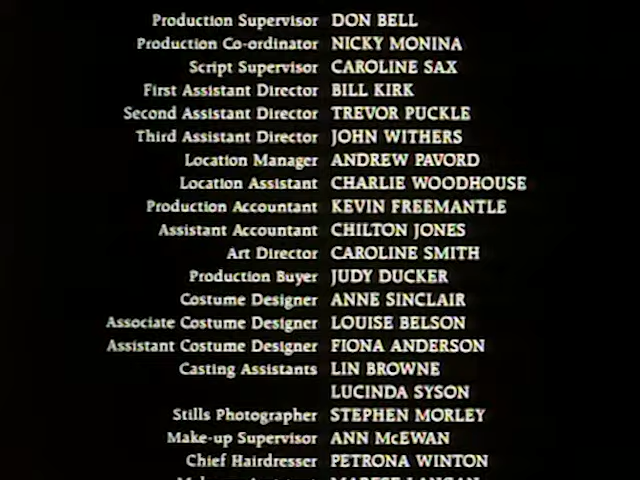 Production Supervisor DON BELL
Production Co-ordinator NICKY MONINA
Script Supervisor CAROLINE SAX
First Assistant Director BILL KIRK
Second Assistant Director TREVOR PUCKLE
Third Assistant Director JOHN WITHERS
Location Manager ANDREW PAVORD
Location Assistant CHARLIE WOODHOUSE
Production Accountant KEVIN FREEMANTLE
Assistant Accountant CHILTON JONES
Art Director CAROLINE SMITH
Production Buyer JUDY DUCKER
Costume Designer ANNE SINCLAIR
Associate Costume Designer LOUISE BELSON
Assistant Costume Designer FIONA ANDERSON
Casting Assistants LIN BROWNE
LUCINDA SYSON
Stills Photographer STEPHEN MORLEY
Make-up Supervisor ANN McEWAN
Chief Hairdresser PETRONA WINTON